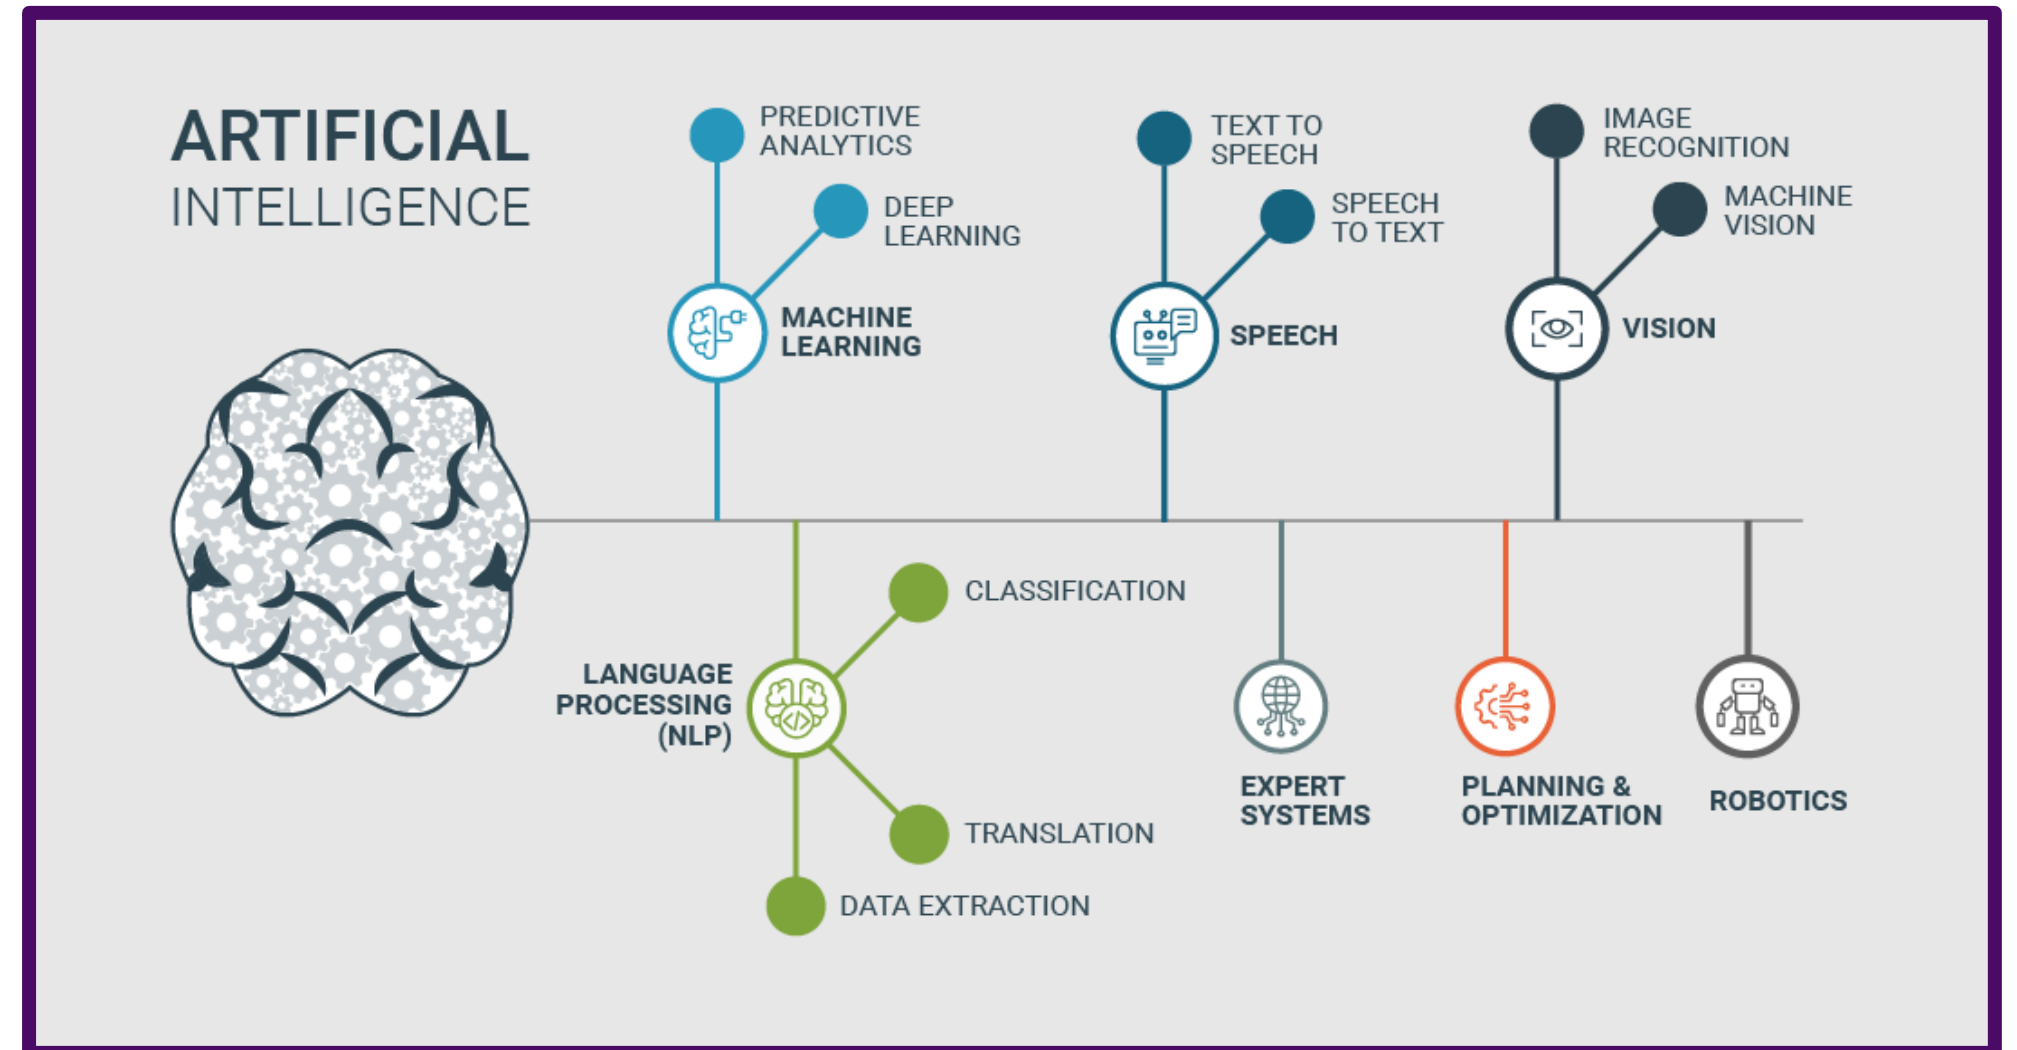 ARTIFICIAL
INTELLIGENCE
PREDICTIVE
ANALYTICS
DEEP
LEARNING
MACHINE
LEARNING
TEXT TO
SPEECH
SPEECH
TO TEXT
SPEECH
IMAGE
RECOGNITION
MACHINE
VISION
VISION
LANGUAGE
PROCESSING
(NLP)
CLASSIFICATION
TRANSLATION
DATA EXTRACTION
EXPERT
SYSTEMS
PLANNING &
OPTIMIZATION
ROBOTICS